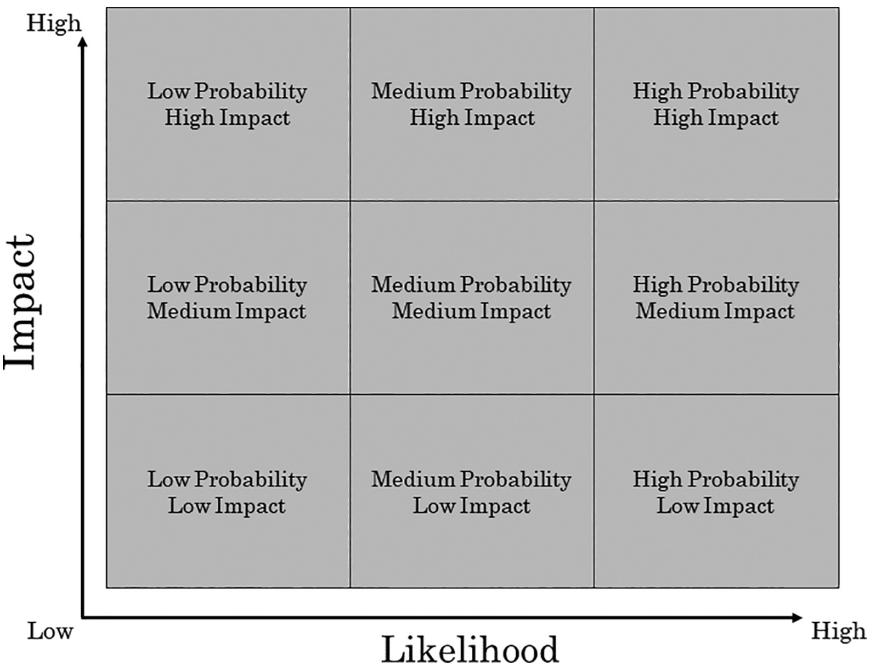 High
Low Probability
High Impact
Medium Probability
High Impact
High Probability
High Impact
Impact
Low Probability
Medium Impact
Medium Probability
Medium Impact
High Probability
Medium Impact
Low Probability
Low Impact
Medium Probability
Low Impact
High Probability
Low Impact
Low
Likelihood
High